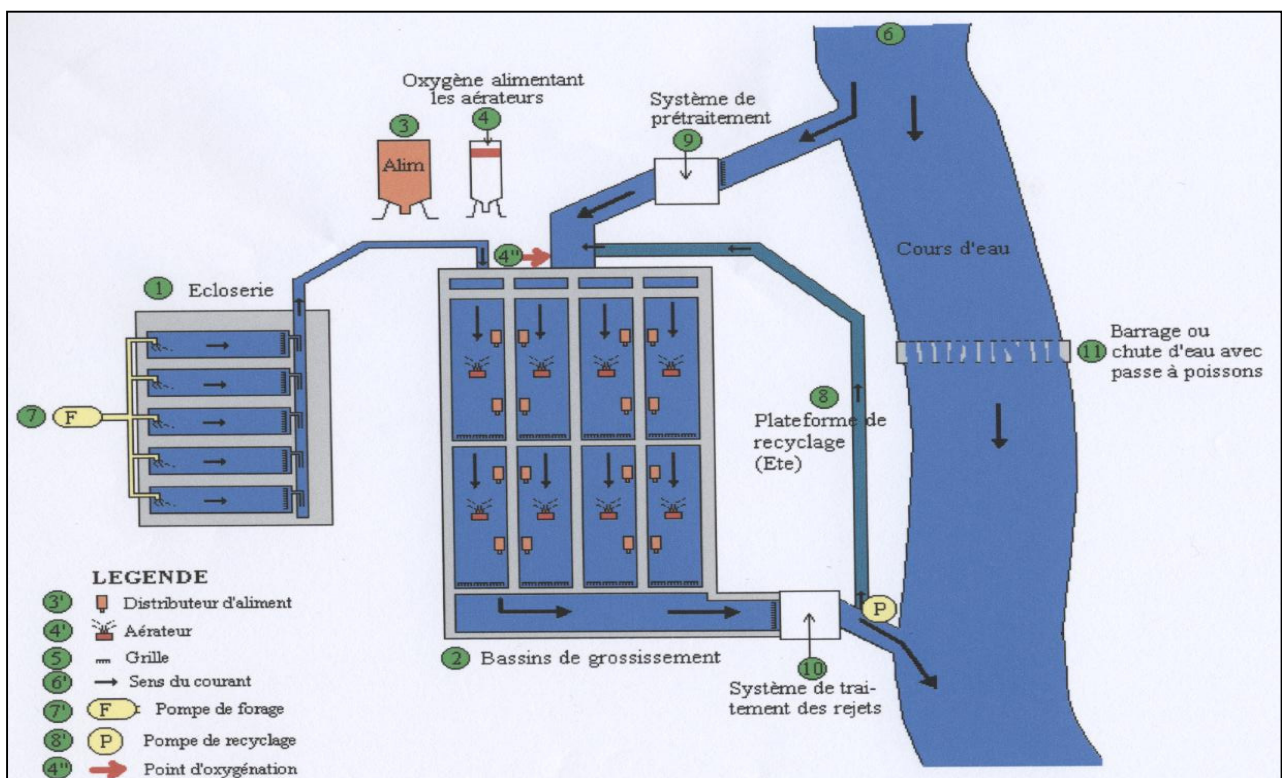 6
Oxygène alimentant
les aérateurs
4
3
Alim
Système de
prétraitement
9
4"
Cours d'eau
1 Ecloserie
11 Barrage ou
chute d'eau avec
passe à poissons
7 F
8
Plateforme de
recyclage
(Ete)
P
2 Bassins de grossissement
10
Système de trai-
tement des rejets
LEGENDE
3' Distributeur d'aliment
4' Aérateur
5 Grille
6' Sens du courant
7' F Pompe de forage
8' P Pompe de recyclage
4" Point d'oxygénation